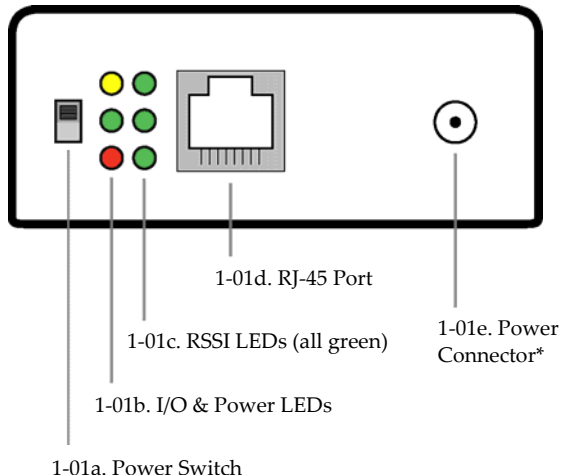 1-01d. RJ-45 Port
1-01c. RSSI LEDs (all green)
1-01e. Power
Connector*
1-01b. I/O & Power LEDs
1-01a. Power Switch